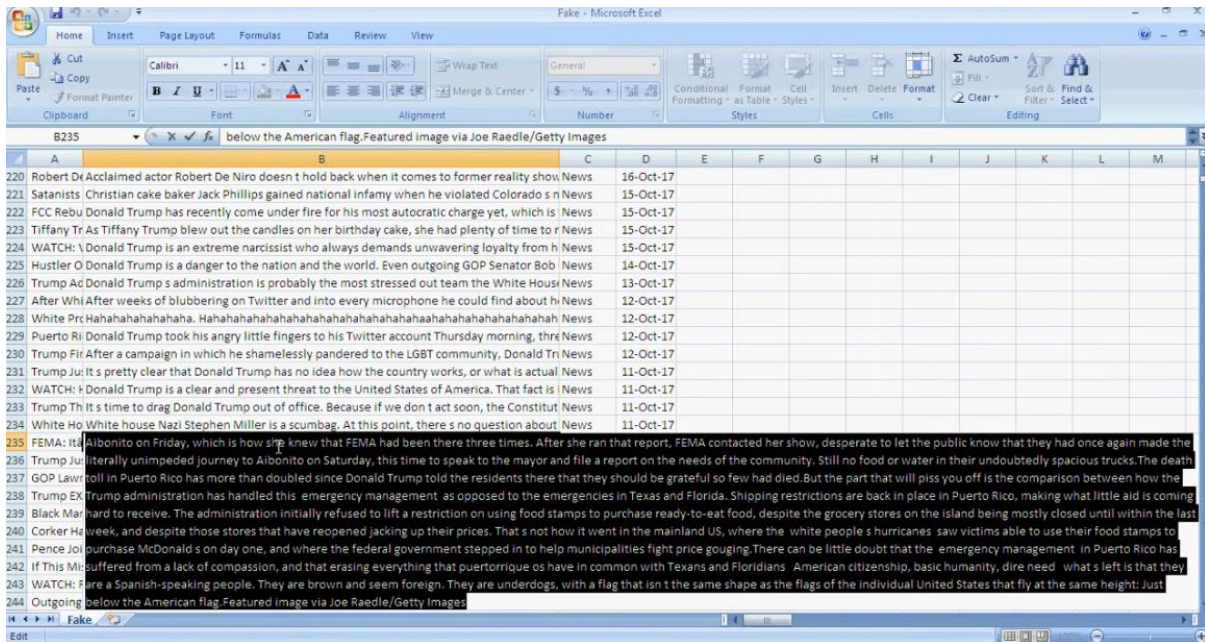 Fake - Microsoft Excel
Home Insert Page Layout Formulas Data Review View
Cut
Copy
Format Painter
Paste
Clipboard
Calibri 11 A A
B I U A
Font
Wrap Text
Merge & Center
Alignment
General
$ % , .0 .00 .00 .0
Number
Conditional Formatting Format as Table Cell Styles
Styles
Insert Delete Format
Cells
Σ AutoSum
Fill
Clear
Sort & Filter Find & Select
Editing
B235 fx below the American flag.Featured image via Joe Raedle/Getty Images
A B C D E F G H I J K L M
220 Robert De Acclaimed actor Robert De Niro doesn t hold back when it comes to former reality show News 16-Oct-17
221 Satanists Christian cake baker Jack Phillips gained national infamy when he violated Colorado s n News 15-Oct-17
222 FCC Rebu Donald Trump has recently come under fire for his most autocratic charge yet, which is News 15-Oct-17
223 Tiffany Tr As Tiffany Trump blew out the candles on her birthday cake, she had plenty of time to r News 15-Oct-17
224 WATCH: \ Donald Trump is an extreme narcissist who always demands unwavering loyalty from h News 15-Oct-17
225 Hustler O Donald Trump is a danger to the nation and the world. Even outgoing GOP Senator Bob News 14-Oct-17
226 Trump Ad Donald Trump s administration is probably the most stressed out team the White House News 13-Oct-17
227 After Whi After weeks of blubbering on Twitter and into every microphone he could find about h News 12-Oct-17
228 White Pro Hahahahahahahaha. News 12-Oct-17
229 Puerto Ri Donald Trump took his angry little fingers to his Twitter account Thursday morning, thre News 12-Oct-17
230 Trump Fir After a campaign in which he shamelessly pandered to the LGBT community, Donald Tru News 12-Oct-17
231 Trump Ju: It s pretty clear that Donald Trump has no idea how the country works, or what is actual News 11-Oct-17
232 WATCH: H Donald Trump is a clear and present threat to the United States of America. That fact is News 11-Oct-17
233 Trump Th It s time to drag Donald Trump out of office. Because if we don t act soon, the Constitut News 11-Oct-17
234 White Ho White house Nazi Stephen Miller is a scumbag. At this point, there s no question about News 11-Oct-17
235 FEMA: Itâ Aibonito on Friday, which is how she knew that FEMA had been there three times. After she ran that report, FEMA contacted her show, desperate to let the public know that they had once again made the
236 Trump Ju: literally unimpeded journey to Aibonito on Saturday, this time to speak to the mayor and file a report on the needs of the community. Still no food or water in their undoubtedly spacious trucks.The death
237 GOP Lawr toll in Puerto Rico has more than doubled since Donald Trump told the residents there that they should be grateful so few had died.But the part that will piss you off is the comparison between how the
238 Trump EX Trump administration has handled this emergency management as opposed to the emergencies in Texas and Florida. Shipping restrictions are back in place in Puerto Rico, making what little aid is coming
239 Black Mar hard to receive. The administration initially refused to lift a restriction on using food stamps to purchase ready-to-eat food, despite the grocery stores on the island being mostly closed until within the last
240 Corker Ha week, and despite those stores that have reopened jacking up their prices. That s not how it went in the mainland US, where the white people s hurricanes saw victims able to use their food stamps to
241 Pence Joi purchase McDonald s on day one, and where the federal government stepped in to help municipalities fight price gouging.There can be little doubt that the emergency management in Puerto Rico has
242 If This Mi: suffered from a lack of compassion, and that erasing everything that puertorrique os have in common with Texans and Floridians American citizenship, basic humanity, dire need what s left is that they
243 WATCH: F are a Spanish-speaking people. They are brown and seem foreign. They are underdogs, with a flag that isn t the same shape as the flags of the individual United States that fly at the same height: Just
244 Outgoing below the American flag.Featured image via Joe Raedle/Getty Images
Fake
Edit 100%